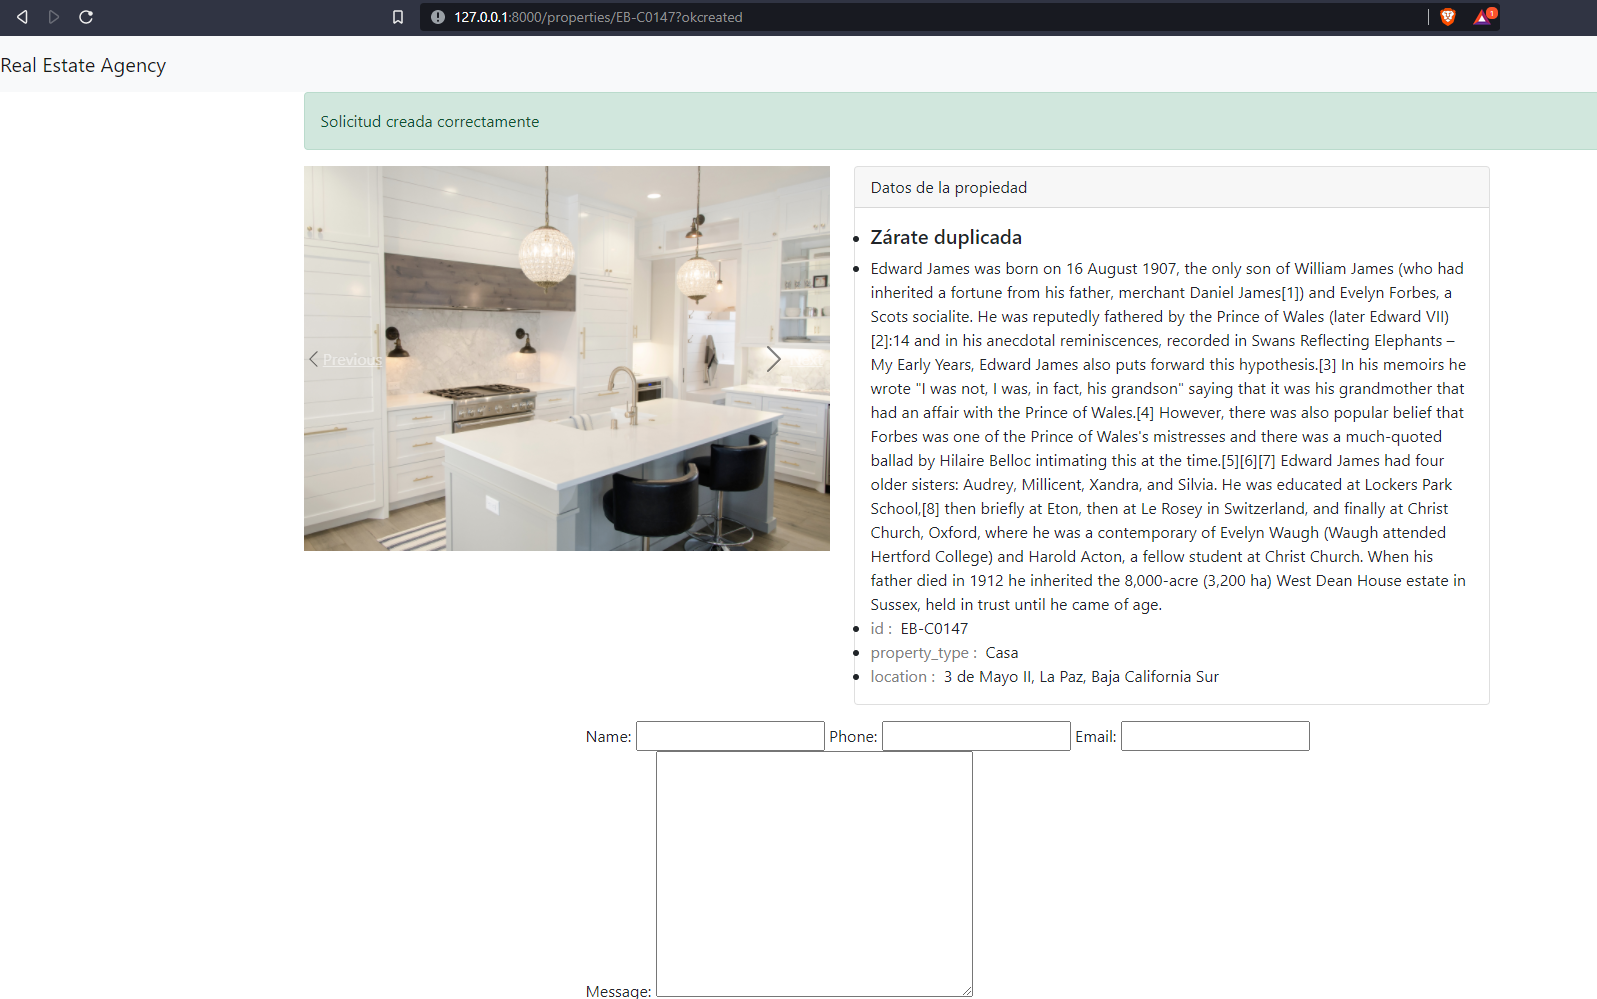 127.0.0.1:8000/properties/EB-C0147?okcreated
1
Real Estate Agency
Solicitud creada correctamente
Previous
Datos de la propiedad
Zárate duplicada
Edward James was born on 16 August 1907, the only son of William James (who had
inherited a fortune from his father, merchant Daniel James[1]) and Evelyn Forbes, a
Scots socialite. He was reputedly fathered by the Prince of Wales (later Edward VII)
[2]:14 and in his anecdotal reminiscences, recorded in Swans Reflecting Elephants –
My Early Years, Edward James also puts forward this hypothesis.[3] In his memoirs he
wrote "I was not, I was, in fact, his grandson" saying that it was his grandmother that
had an affair with the Prince of Wales.[4] However, there was also popular belief that
Forbes was one of the Prince of Wales's mistresses and there was a much-quoted
ballad by Hilaire Belloc intimating this at the time.[5][6][7] Edward James had four
older sisters: Audrey, Millicent, Xandra, and Silvia. He was educated at Lockers Park
School,[8] then briefly at Eton, then at Le Rosey in Switzerland, and finally at Christ
Church, Oxford, where he was a contemporary of Evelyn Waugh (Waugh attended
Hertford College) and Harold Acton, a fellow student at Christ Church. When his
father died in 1912 he inherited the 8,000-acre (3,200 ha) West Dean House estate in
Sussex, held in trust until he came of age.
id : EB-C0147
property_type : Casa
location : 3 de Mayo II, La Paz, Baja California Sur
Name: Phone: Email:
Message: